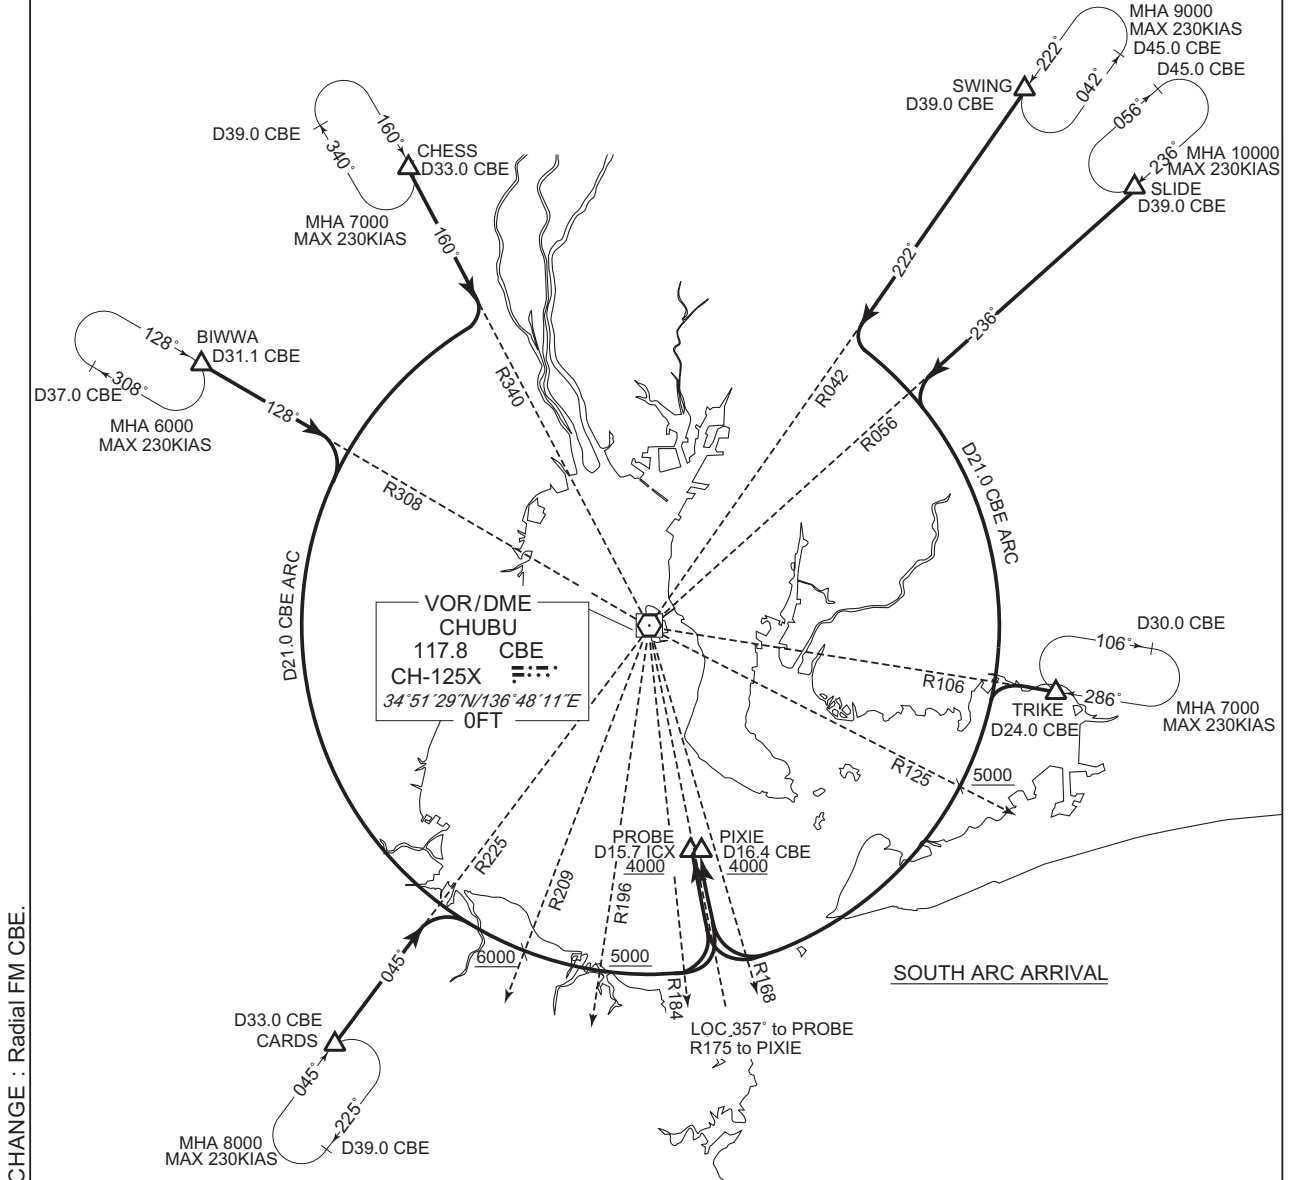 MHA 9000
MAX 230KIAS
D45.0 CBE
222°
042°
SWING
D39.0 CBE
D45.0 CBE
056°
236°
MHA 10000
MAX 230KIAS
SLIDE
D39.0 CBE
D39.0 CBE
160°
340°
CHESS
D33.0 CBE
MHA 7000
MAX 230KIAS
160°
222°
236°
BIWWA
D31.1 CBE
128°
308°
D37.0 CBE
MHA 6000
MAX 230KIAS
128°
R340
R042
R056
R308
D21.0 CBE ARC
D21.0 CBE ARC
VOR/DME
CHUBU
117.8 CBE
CH-125X
34°51´29˝N/136°48´11˝E
0FT
D30.0 CBE
106°
286°
R106
TRIKE
D24.0 CBE
MHA 7000
MAX 230KIAS
R125
5000
PROBE
D15.7 ICX
4000
PIXIE
D16.4 CBE
4000
R225
R209
R196
6000
5000
R184
R168
SOUTH ARC ARRIVAL
LOC 357° to PROBE
R175 to PIXIE
045°
D33.0 CBE
CARDS
045°
225°
MHA 8000
MAX 230KIAS
D39.0 CBE
CHANGE : Radial FM CBE.